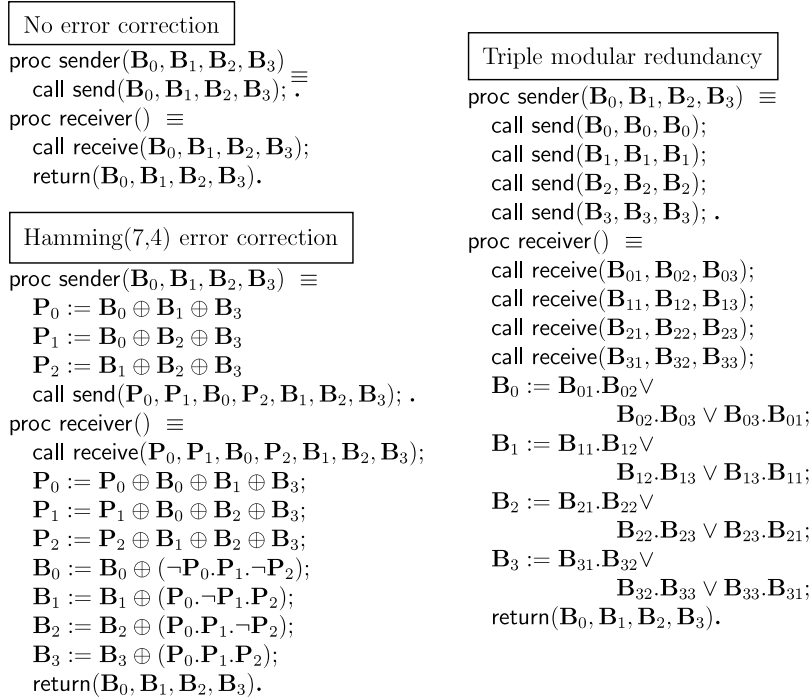 No error correction
proc sender(B₀, B₁, B₂, B₃) ≡
call send(B₀, B₁, B₂, B₃); .
proc receiver() ≡
call receive(B₀, B₁, B₂, B₃);
return(B₀, B₁, B₂, B₃).
Hamming(7,4) error correction
proc sender(B₀, B₁, B₂, B₃) ≡
P₀ := B₀ ⊕ B₁ ⊕ B₃
P₁ := B₀ ⊕ B₂ ⊕ B₃
P₂ := B₁ ⊕ B₂ ⊕ B₃
call send(P₀, P₁, B₀, P₂, B₁, B₂, B₃); .
proc receiver() ≡
call receive(P₀, P₁, B₀, P₂, B₁, B₂, B₃);
P₀ := P₀ ⊕ B₀ ⊕ B₁ ⊕ B₃;
P₁ := P₁ ⊕ B₀ ⊕ B₂ ⊕ B₃;
P₂ := P₂ ⊕ B₁ ⊕ B₂ ⊕ B₃;
B₀ := B₀ ⊕ (¬P₀.P₁.¬P₂);
B₁ := B₁ ⊕ (P₀.¬P₁.P₂);
B₂ := B₂ ⊕ (P₀.P₁.¬P₂);
B₃ := B₃ ⊕ (P₀.P₁.P₂);
return(B₀, B₁, B₂, B₃).
Triple modular redundancy
proc sender(B₀, B₁, B₂, B₃) ≡
call send(B₀, B₀, B₀);
call send(B₁, B₁, B₁);
call send(B₂, B₂, B₂);
call send(B₃, B₃, B₃); .
proc receiver() ≡
call receive(B₀₁, B₀₂, B₀₃);
call receive(B₁₁, B₁₂, B₁₃);
call receive(B₂₁, B₂₂, B₂₃);
call receive(B₃₁, B₃₂, B₃₃);
B₀ := B₀₁.B₀₂∨
B₀₂.B₀₃ ∨ B₀₃.B₀₁;
B₁ := B₁₁.B₁₂∨
B₁₂.B₁₃ ∨ B₁₃.B₁₁;
B₂ := B₂₁.B₂₂∨
B₂₂.B₂₃ ∨ B₂₃.B₂₁;
B₃ := B₃₁.B₃₂∨
B₃₂.B₃₃ ∨ B₃₃.B₃₁;
return(B₀, B₁, B₂, B₃).